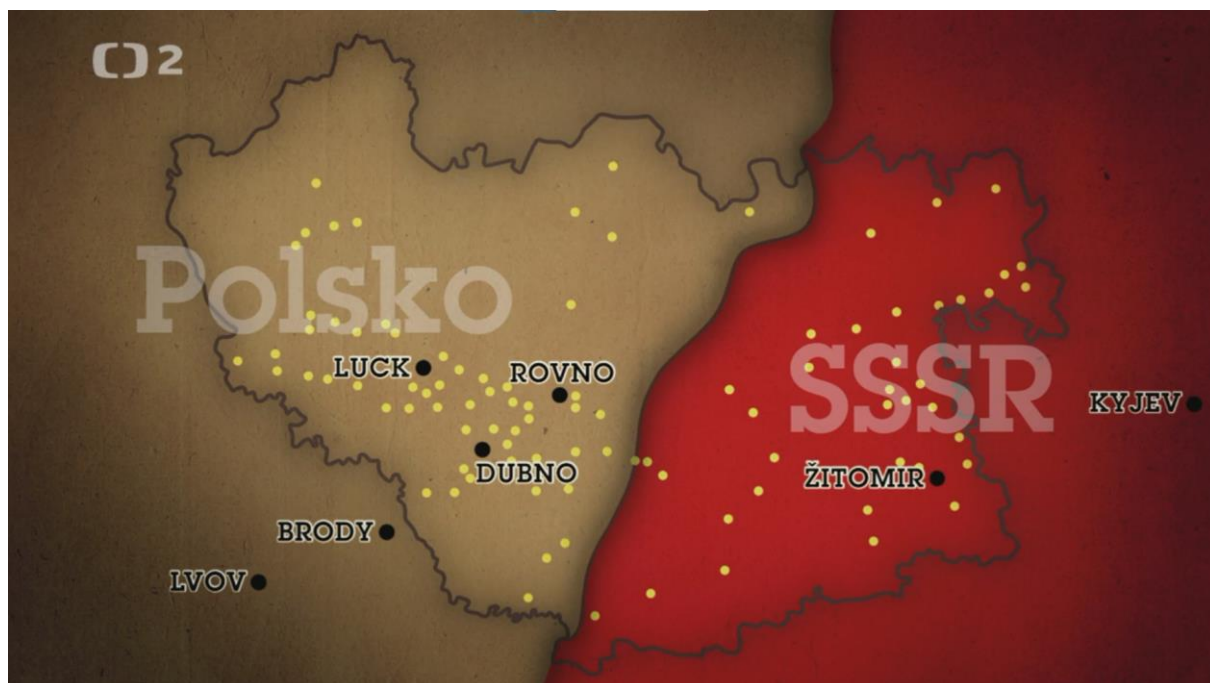 2
Polsko
LUCK
ROVNO
SSSR
KYJEV
DUBNO
ŽITOMIR
BRODY
LVOV